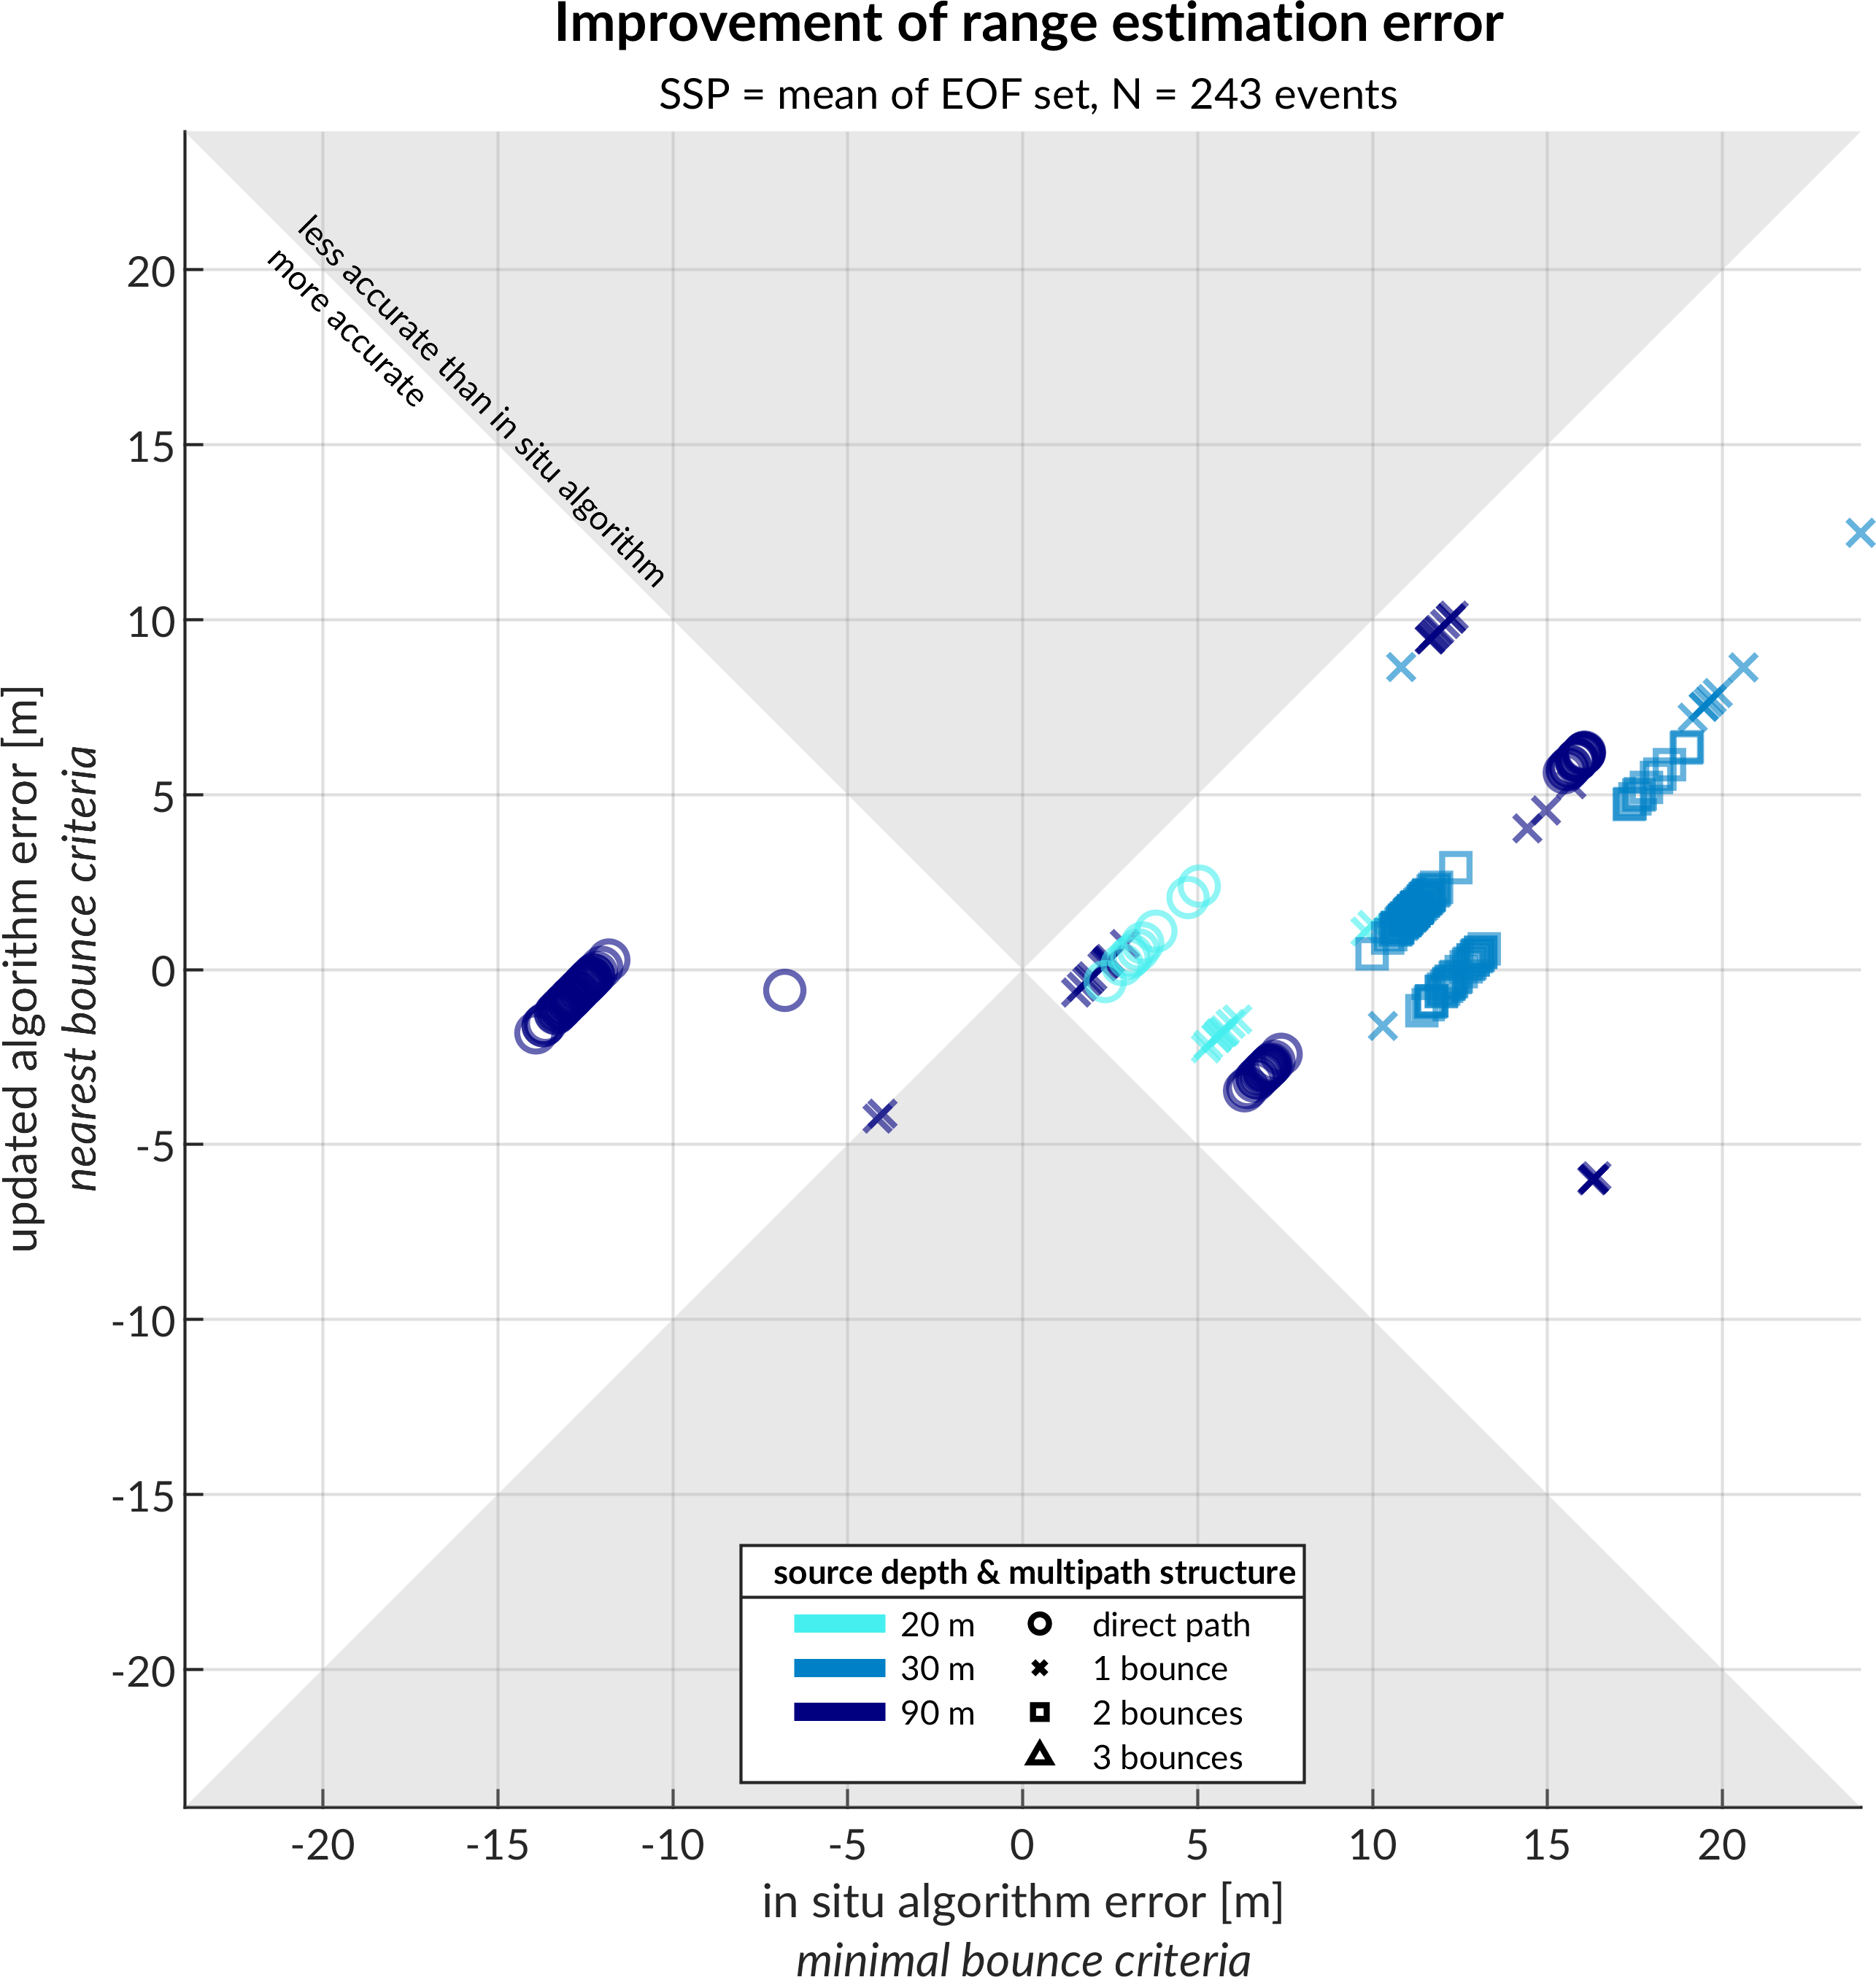 Improvement of range estimation error
SSP = mean of EOF set, N = 243 events
less accurate than in situ algorithm
more accurate
updated algorithm error [m]
nearest bounce criteria
20
15
10
5
0
-5
-10
-15
-20
source depth & multipath structure
20 m direct path
30 m 1 bounce
90 m 2 bounces
3 bounces
-20 -15 -10 -5 0 5 10 15 20
in situ algorithm error [m]
minimal bounce criteria